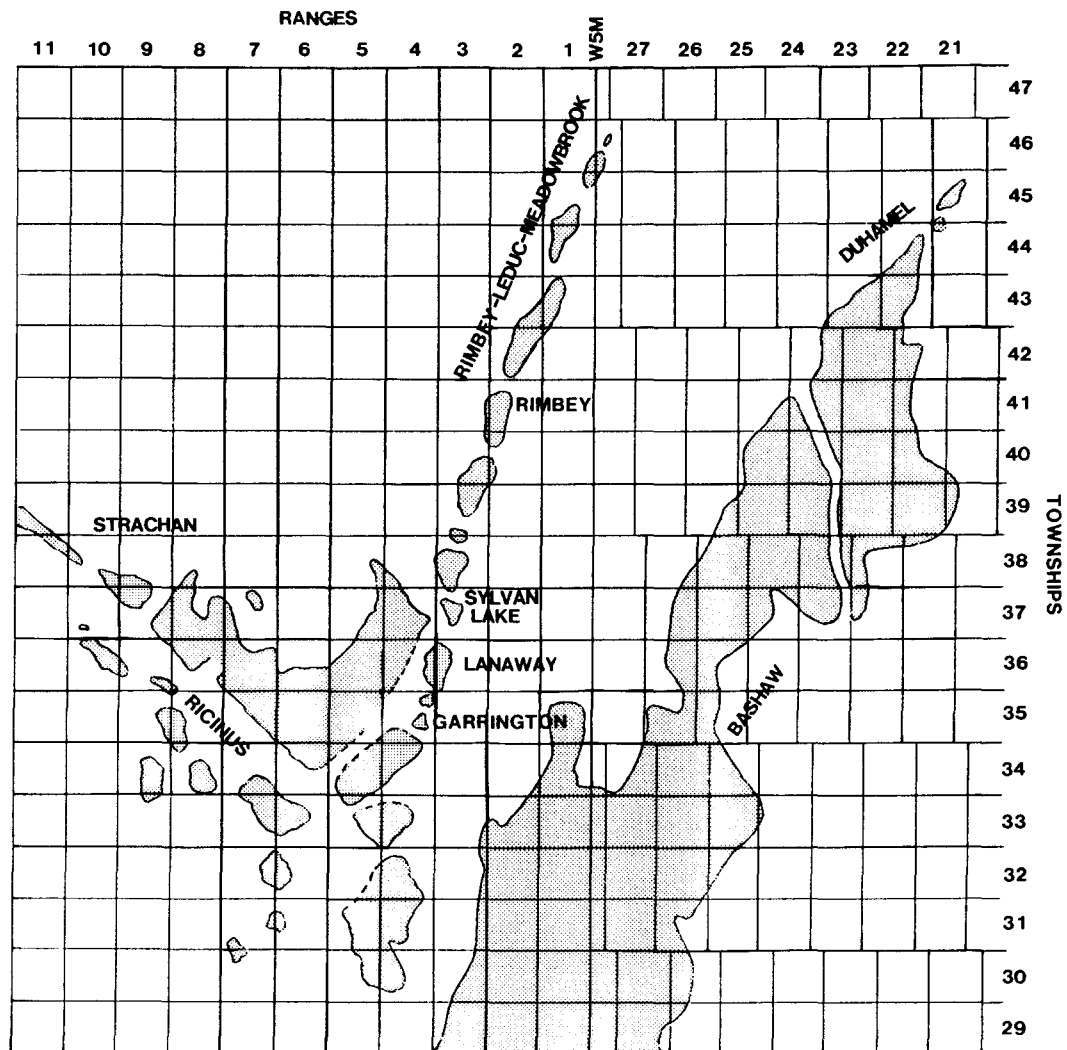 RANGES
11 10 9 8 7 6 5 4 3 2 1 W5M 27 26 25 24 23 22 21
47
46
45
44
43
42
41
40
39
38
37
36
35
34
33
32
31
30
29
TOWNSHIPS
RIMBEY-LEDUC-MEADOWBROOK
DUHAMEL
RIMBEY
STRACHAN
SYLVAN
LAKE
LANAWAY
RICINUS
GARRINGTON
BASHAW